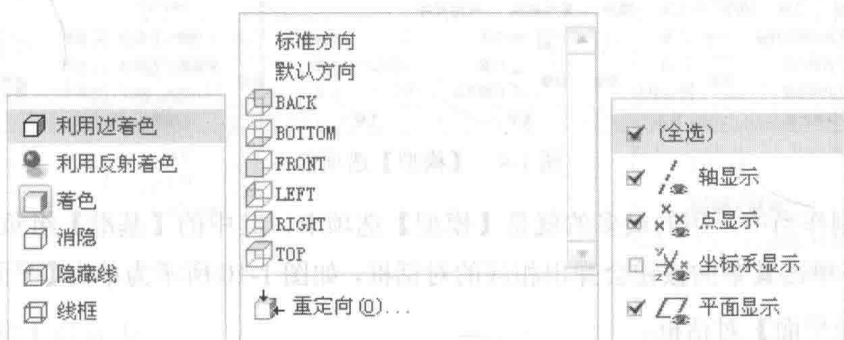 利用边着色
利用反射着色
着色
消隐
隐藏线
线框
标准方向
默认方向
BACK
BOTTOM
FRONT
LEFT
RIGHT
TOP
重定向(O)...
(全选)
轴显示
点显示
坐标系显示
平面显示